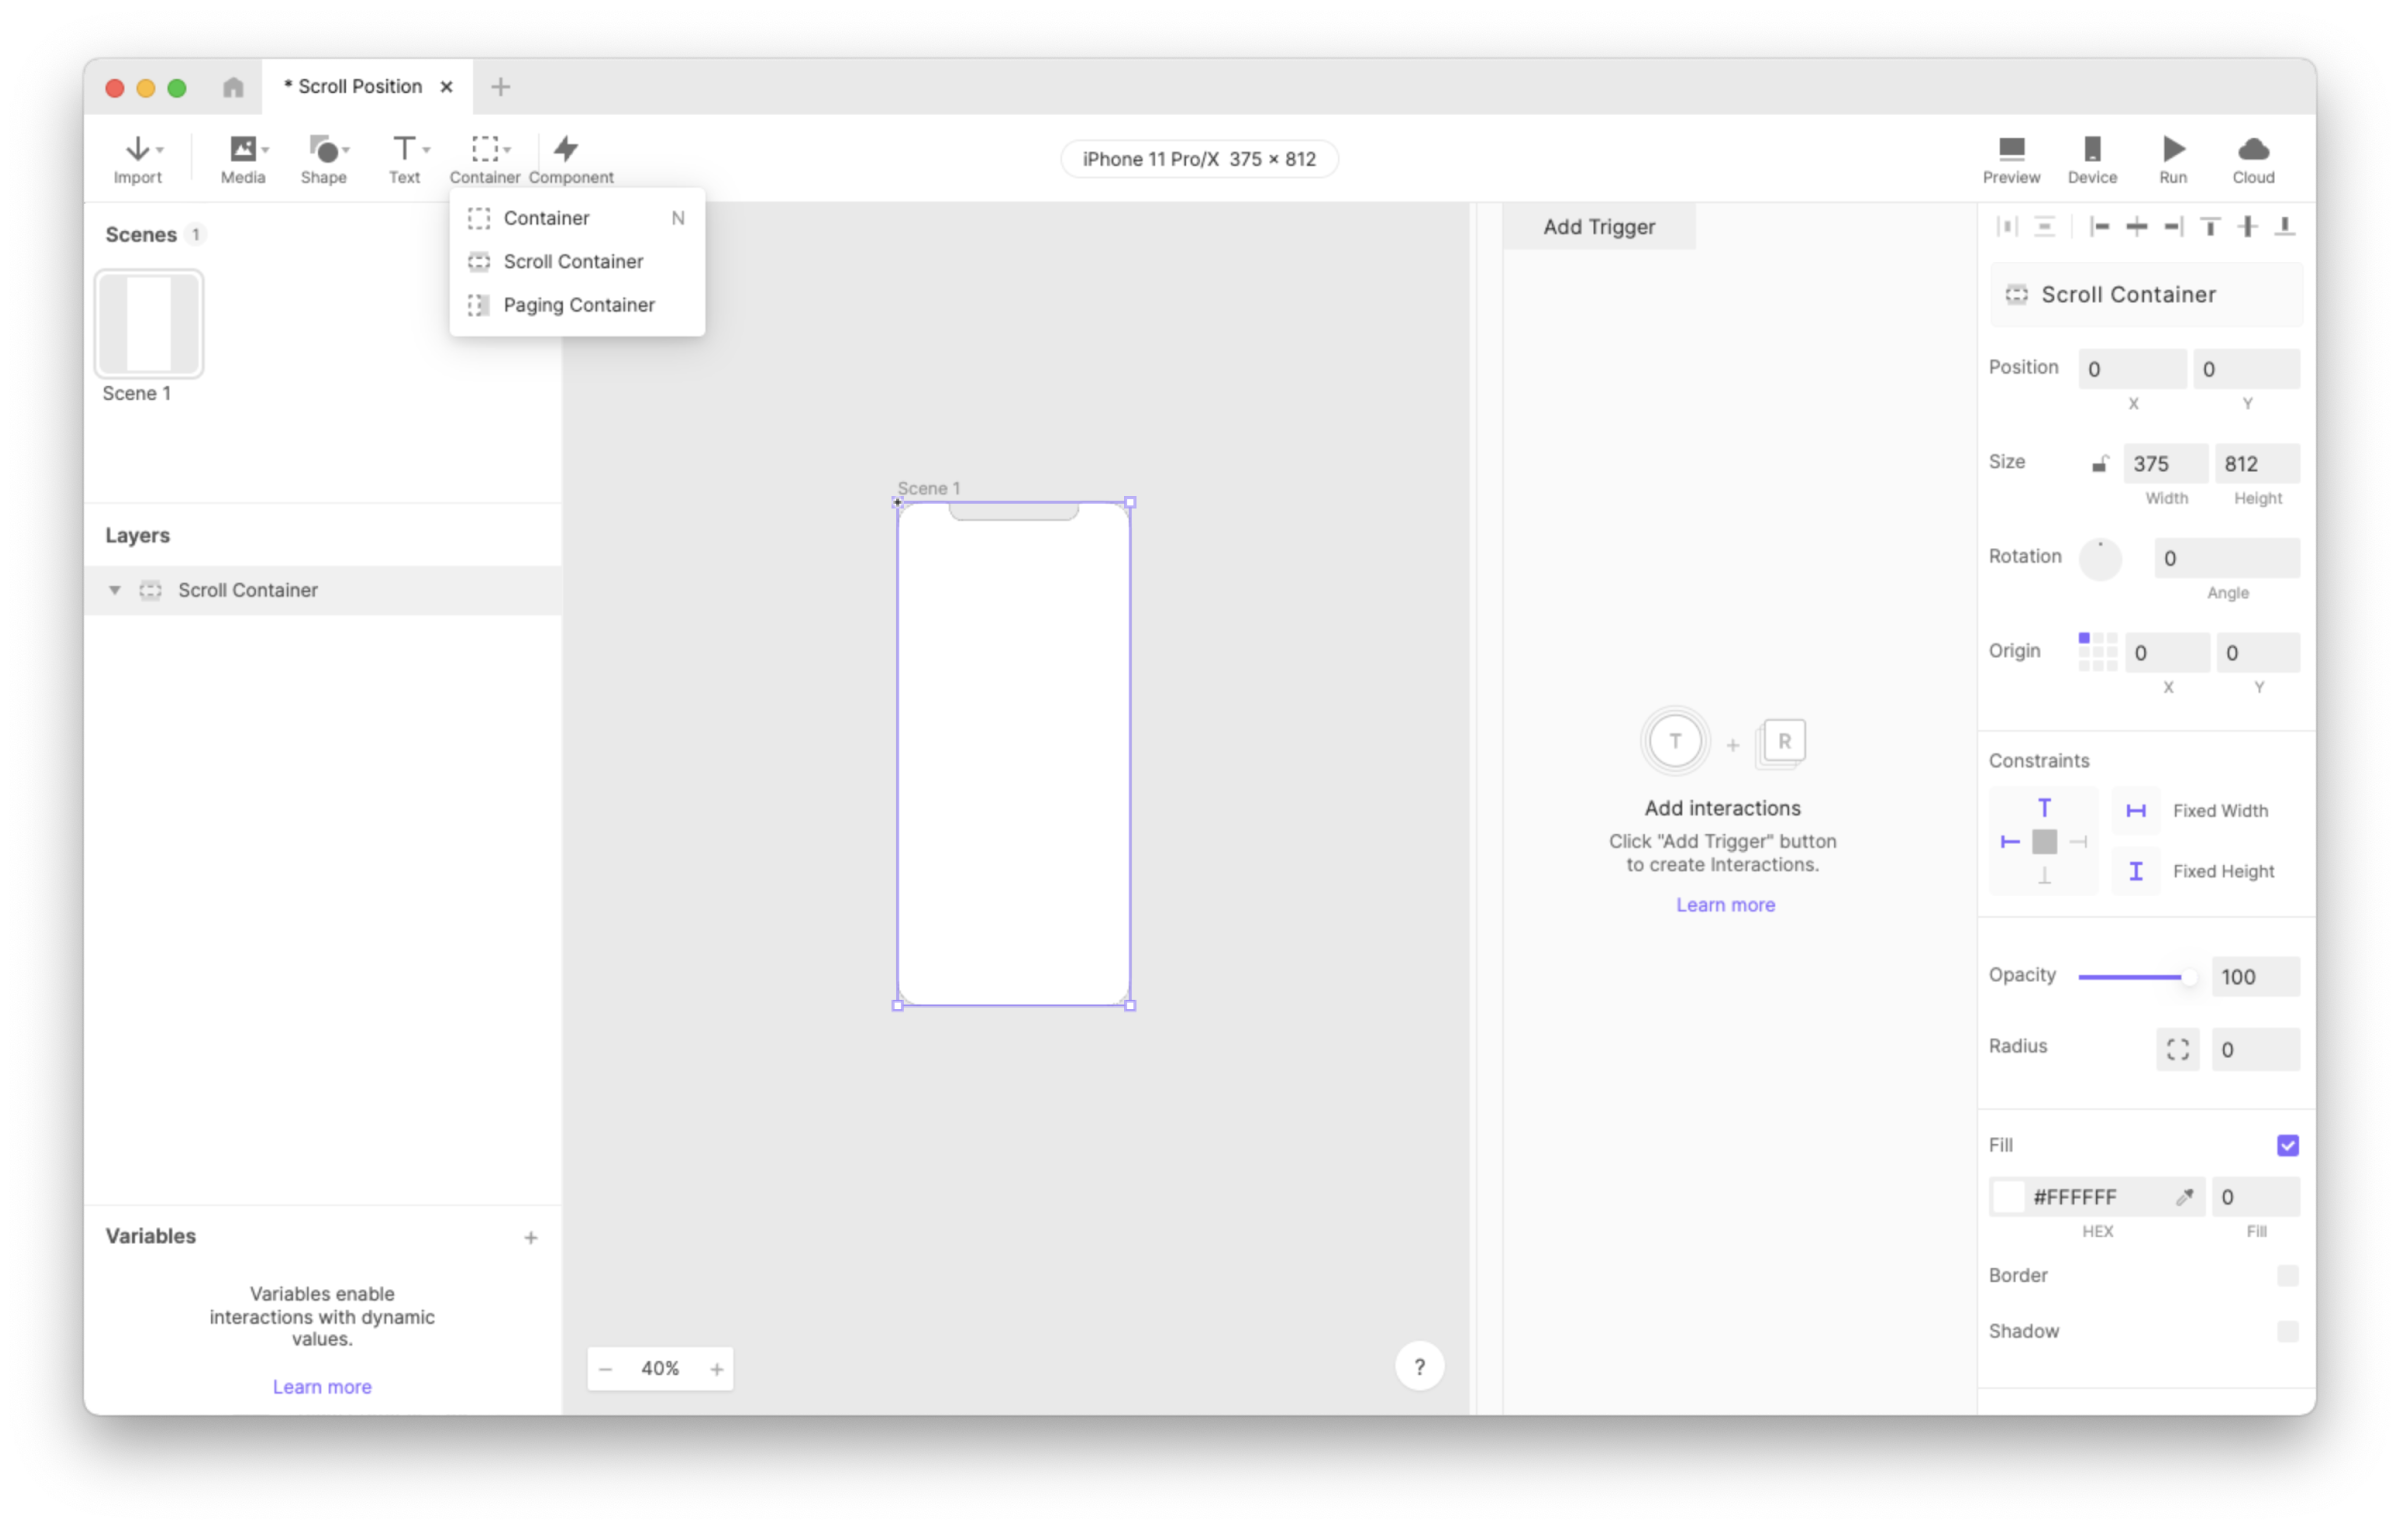 * Scroll Position
Import
Media
Shape
Text
Container
Component
iPhone 11 Pro/X 375 × 812
Preview
Device
Run
Cloud
Container N
Scroll Container
Paging Container
Scenes 1
Scene 1
Layers
Scroll Container
Variables
Variables enable
interactions with dynamic
values.
Learn more
Scene 1
40%
?
Add Trigger
T + R
Add interactions
Click "Add Trigger" button
to create Interactions.
Learn more
Scroll Container
Position 0 0
X Y
Size 375 812
Width Height
Rotation 0
Angle
Origin 0 0
X Y
Constraints
Fixed Width
Fixed Height
Opacity 100
Radius 0
Fill
#FFFFFF 0
HEX Fill
Border
Shadow